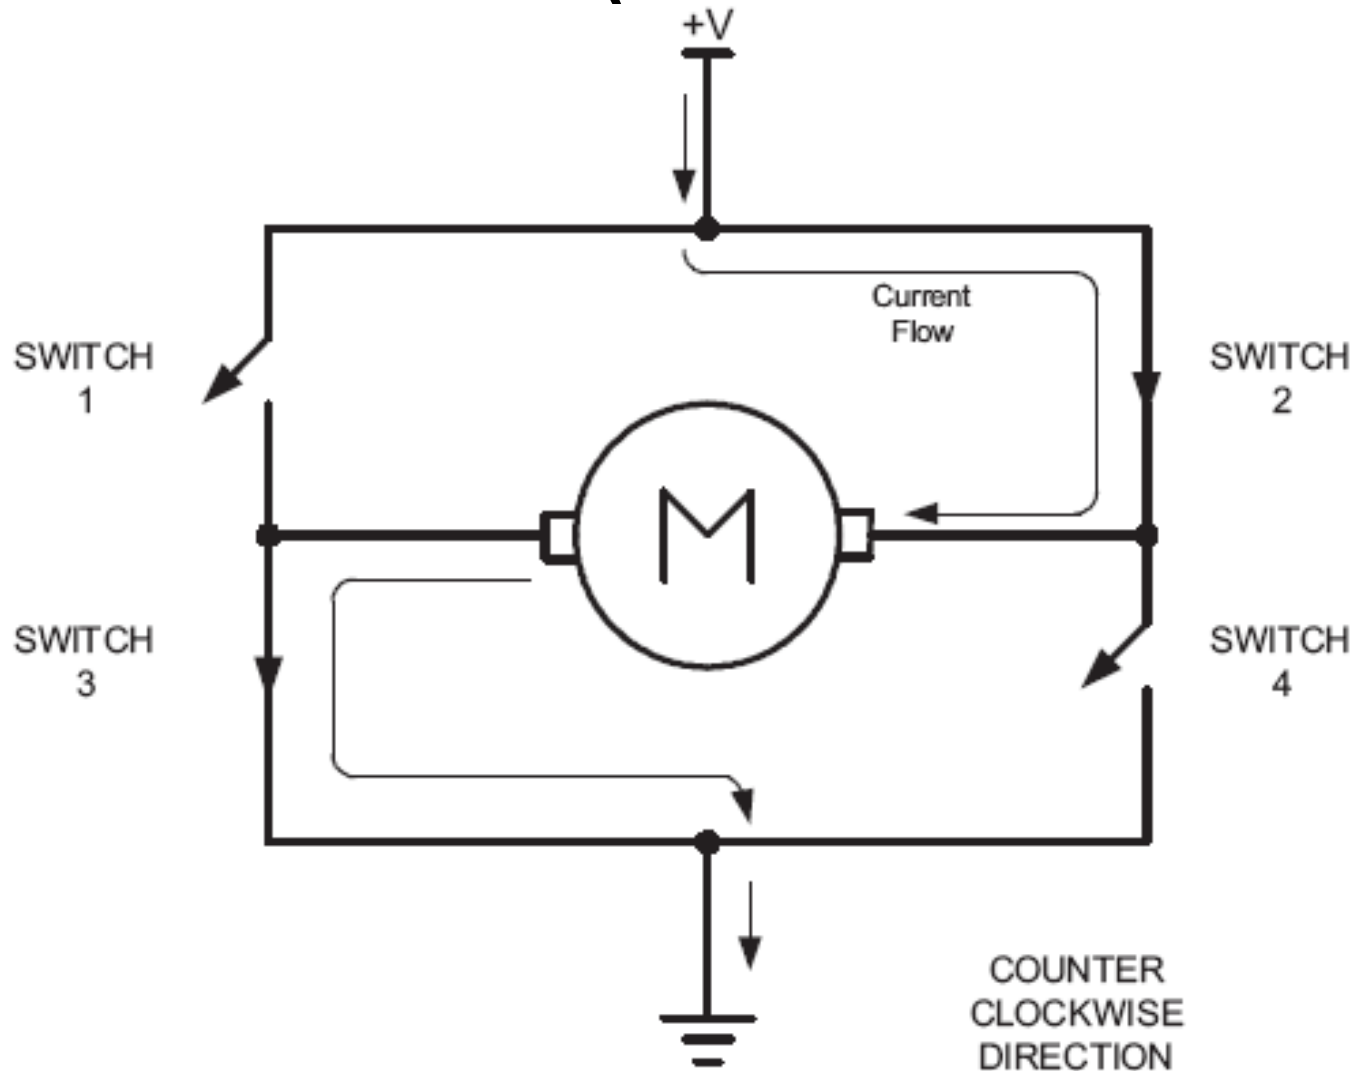 +V
Current
Flow
SWITCH
1
SWITCH
2
M
SWITCH
3
SWITCH
4
COUNTER
CLOCKWISE
DIRECTION